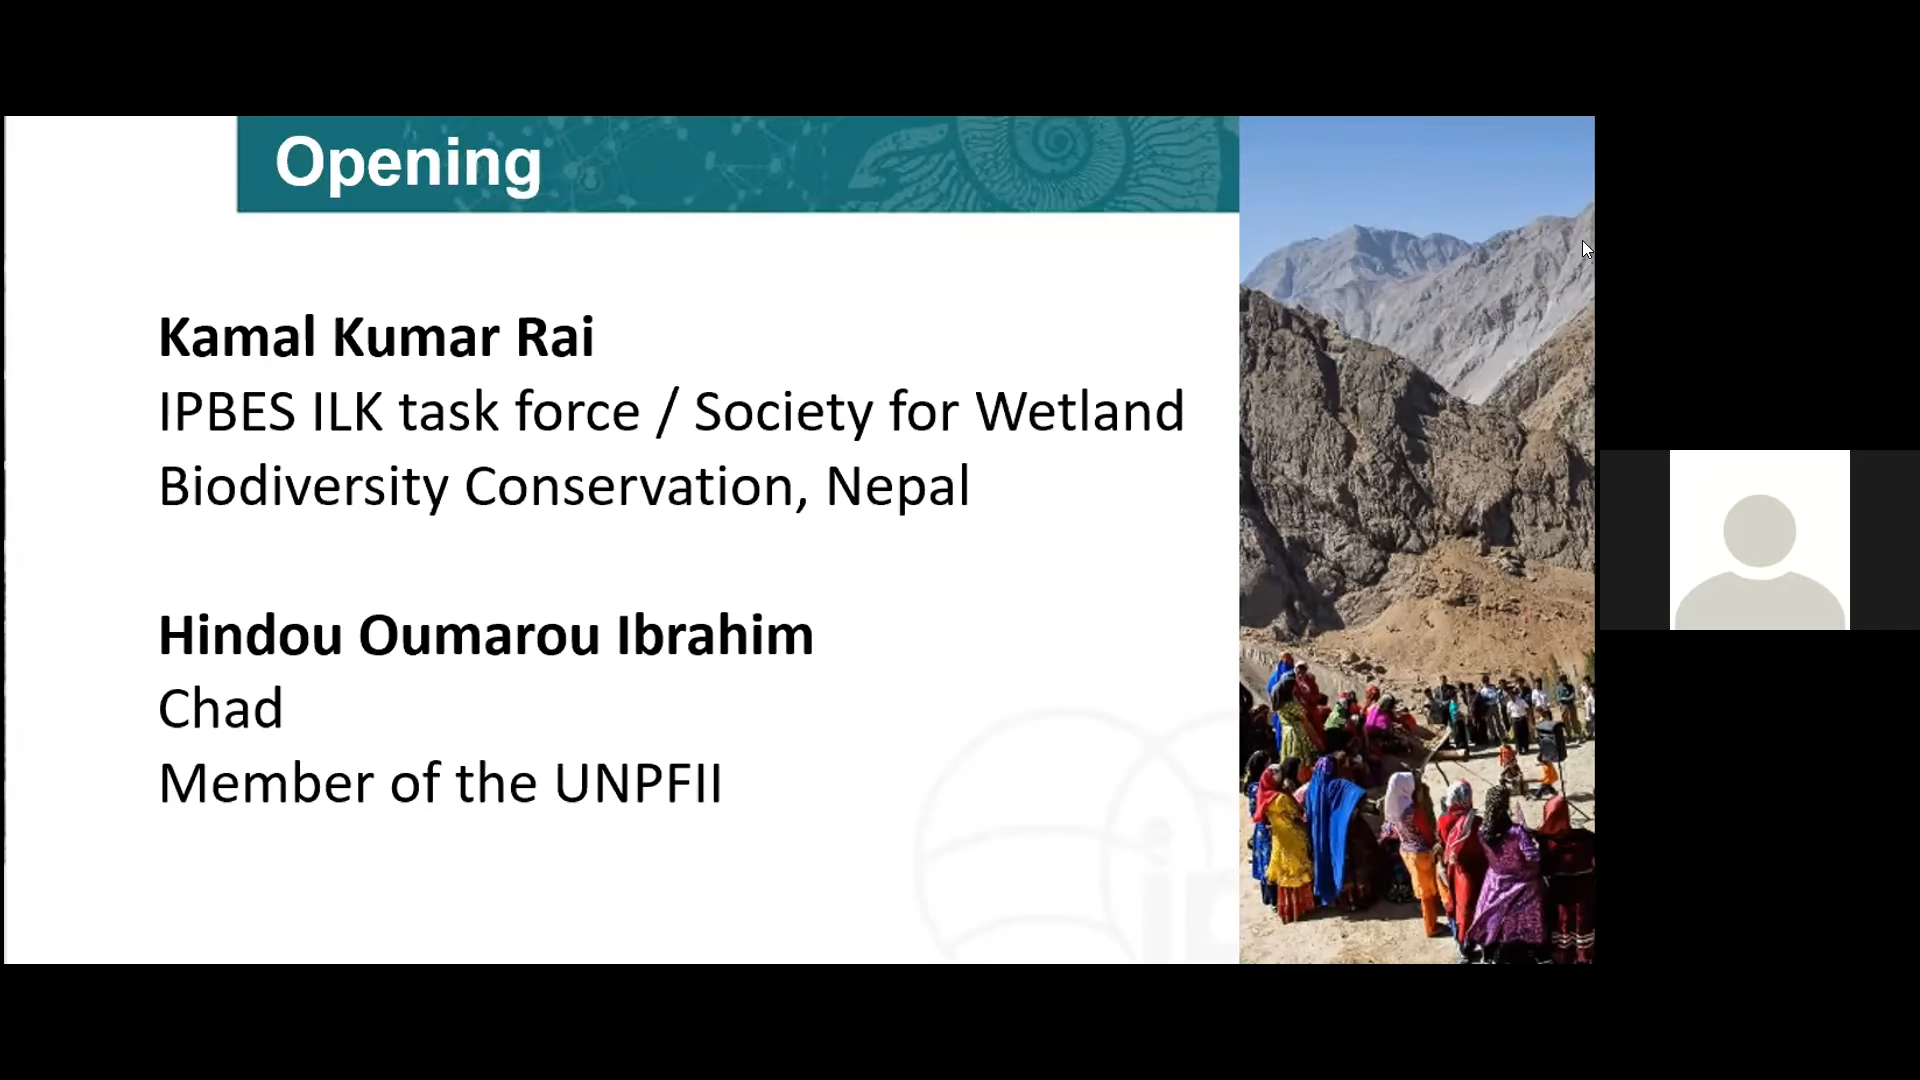 Opening
Kamal Kumar Rai
IPBES ILK task force / Society for Wetland
Biodiversity Conservation, Nepal
Hindou Oumarou Ibrahim
Chad
Member of the UNPFII